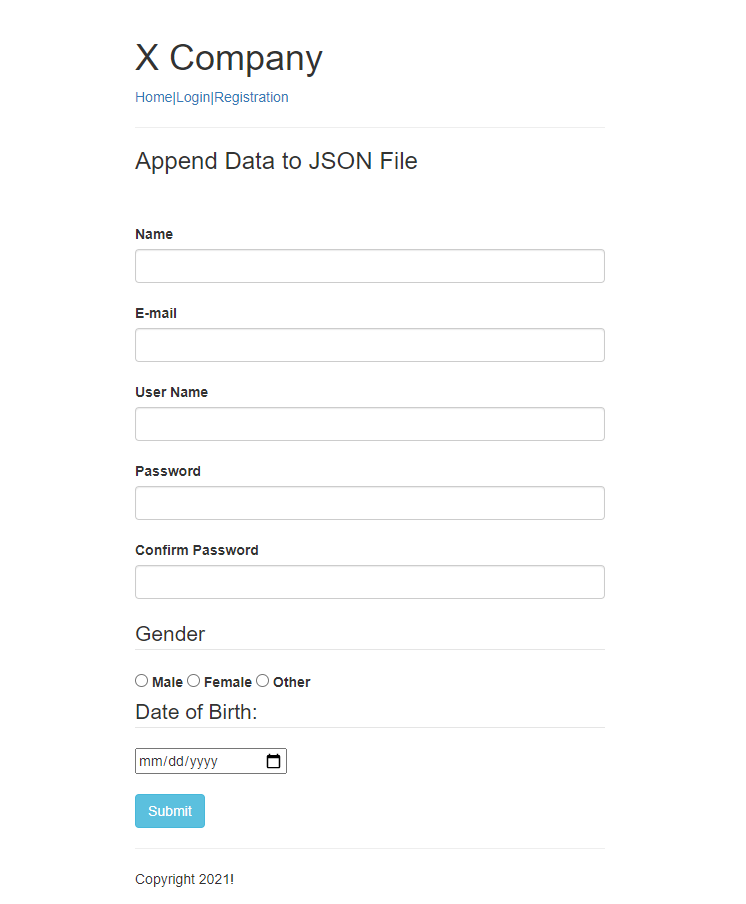 X Company
Home|Login|Registration
Append Data to JSON File
Name
E-mail
User Name
Password
Confirm Password
Gender
Male Female Other
Date of Birth:
mm/dd/yyyy
Submit
Copyright 2021!